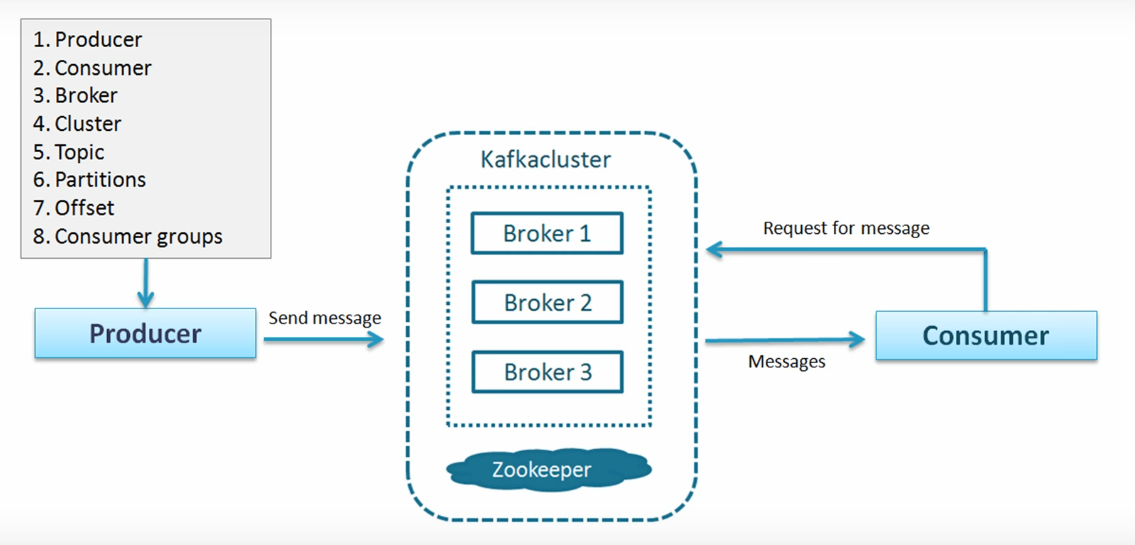 1. Producer
2. Consumer
3. Broker
4. Cluster
5. Topic
6. Partitions
7. Offset
8. Consumer groups
Producer
Send message
Kafkacluster
Broker 1
Broker 2
Broker 3
Zookeeper
Request for message
Messages
Consumer